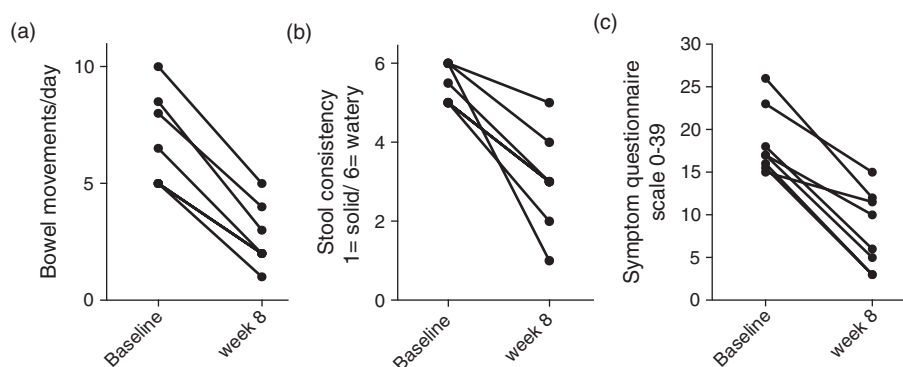 (a)
Bowel movements/day
10
5
0
Baseline
week 8
(b)
Stool consistency
1= solid/ 6= watery
6
4
2
0
Baseline
week 8
(c)
Symptom questionnaire
scale 0-39
30
25
20
15
10
5
0
Baseline
week 8